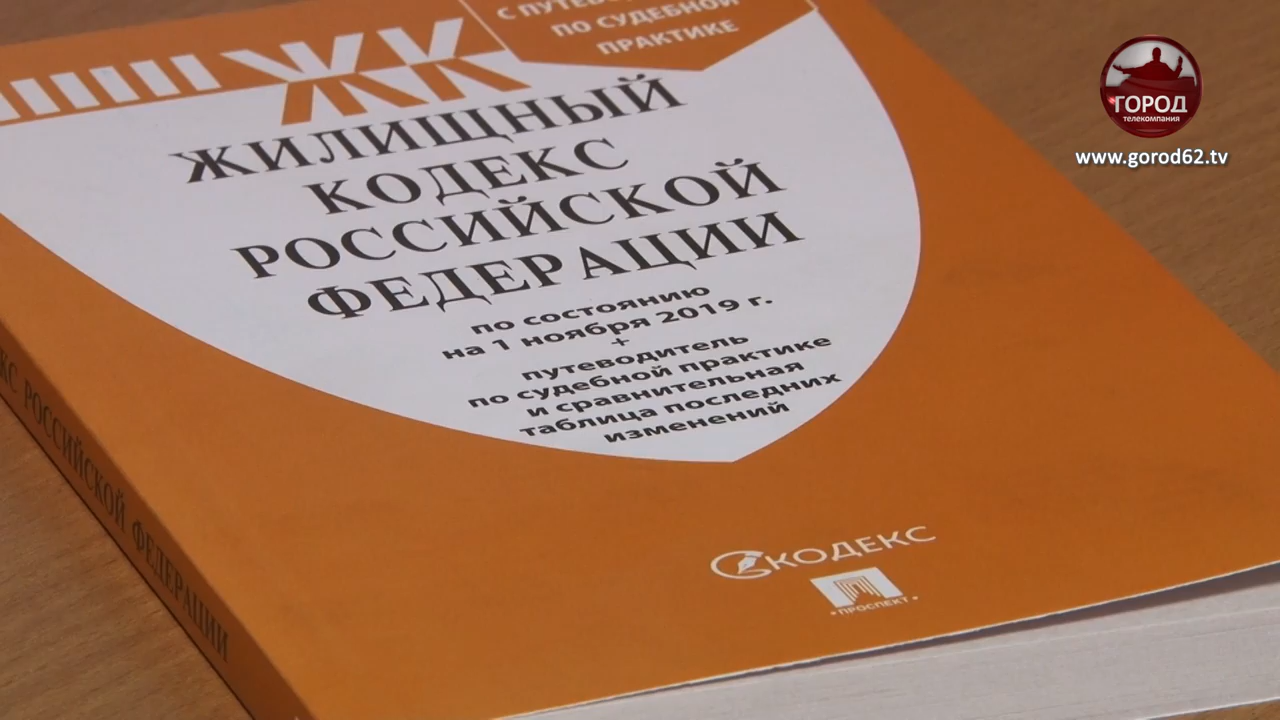 С ПУТЕВОД
ПО СУДЕБНОЙ
ПРАКТИКЕ
ЖК
ЖИЛИЩНЫЙ
КОДЕКС
РОССИЙСКОЙ
ФЕДЕРАЦИИ
по состоянию
на 1 ноября 2019 г.
+
путеводитель
по судебной практике
и сравнительная
таблица последних
изменений
КОДЕКС
ПРОСПЕКТ
КС РОССИЙСКОЙ ФЕДЕРАЦИИ
ГОРОД
телекомпания
www.gorod62.tv